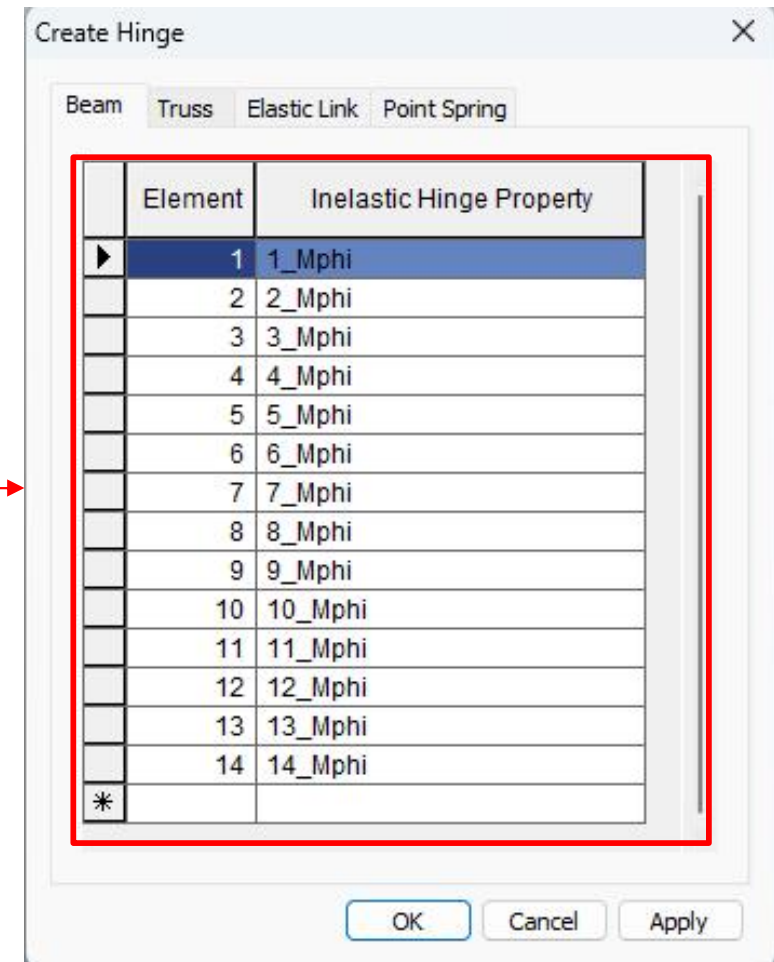 Create Hinge
Beam Truss Elastic Link Point Spring
Element Inelastic Hinge Property
1 1_Mphi
2 2_Mphi
3 3_Mphi
4 4_Mphi
5 5_Mphi
6 6_Mphi
7 7_Mphi
8 8_Mphi
9 9_Mphi
10 10_Mphi
11 11_Mphi
12 12_Mphi
13 13_Mphi
14 14_Mphi
OK Cancel Apply